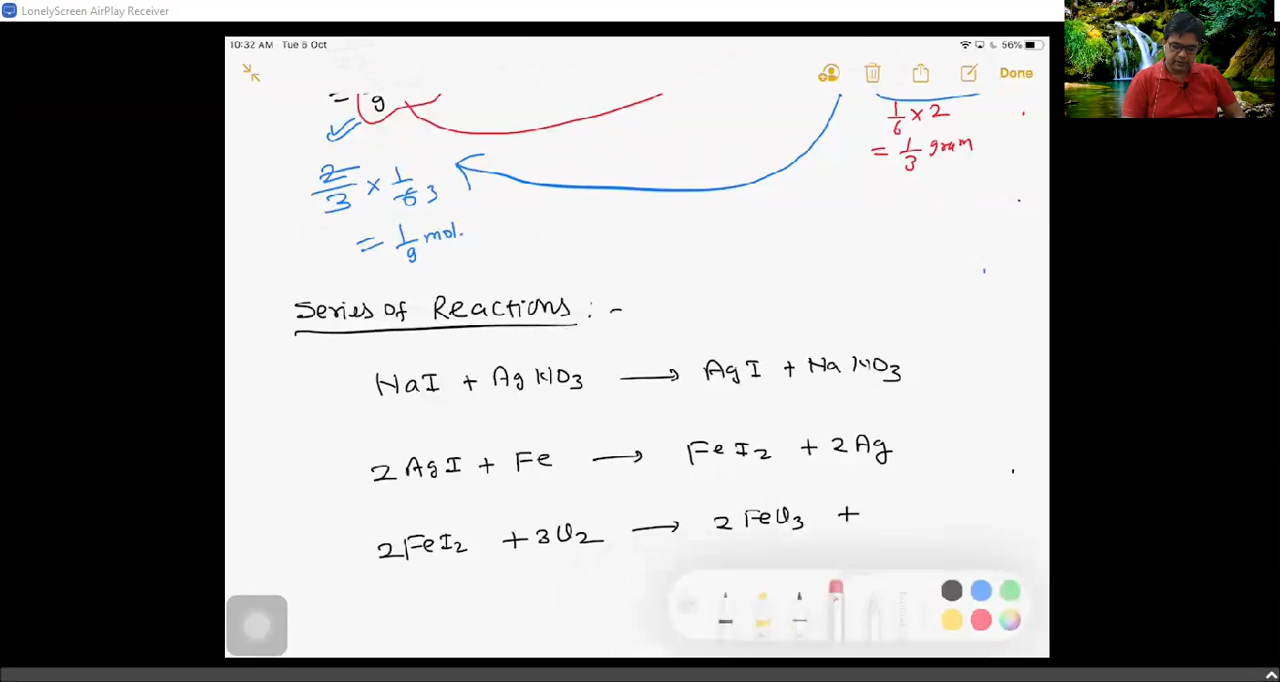 LonelyScreen AirPlay Receiver
10:32 AM Tue 5 Oct 56%
Done
= 9
1/6 × 2
= 1/3 gram
2/3 × 1/6 3
= 1/9 mol.
Series of Reactions : -
NaI + AgNO3 → AgI + NaNO3
2AgI + Fe → FeI2 + 2Ag
2FeI2 + 3Cl2 → 2FeCl3 +